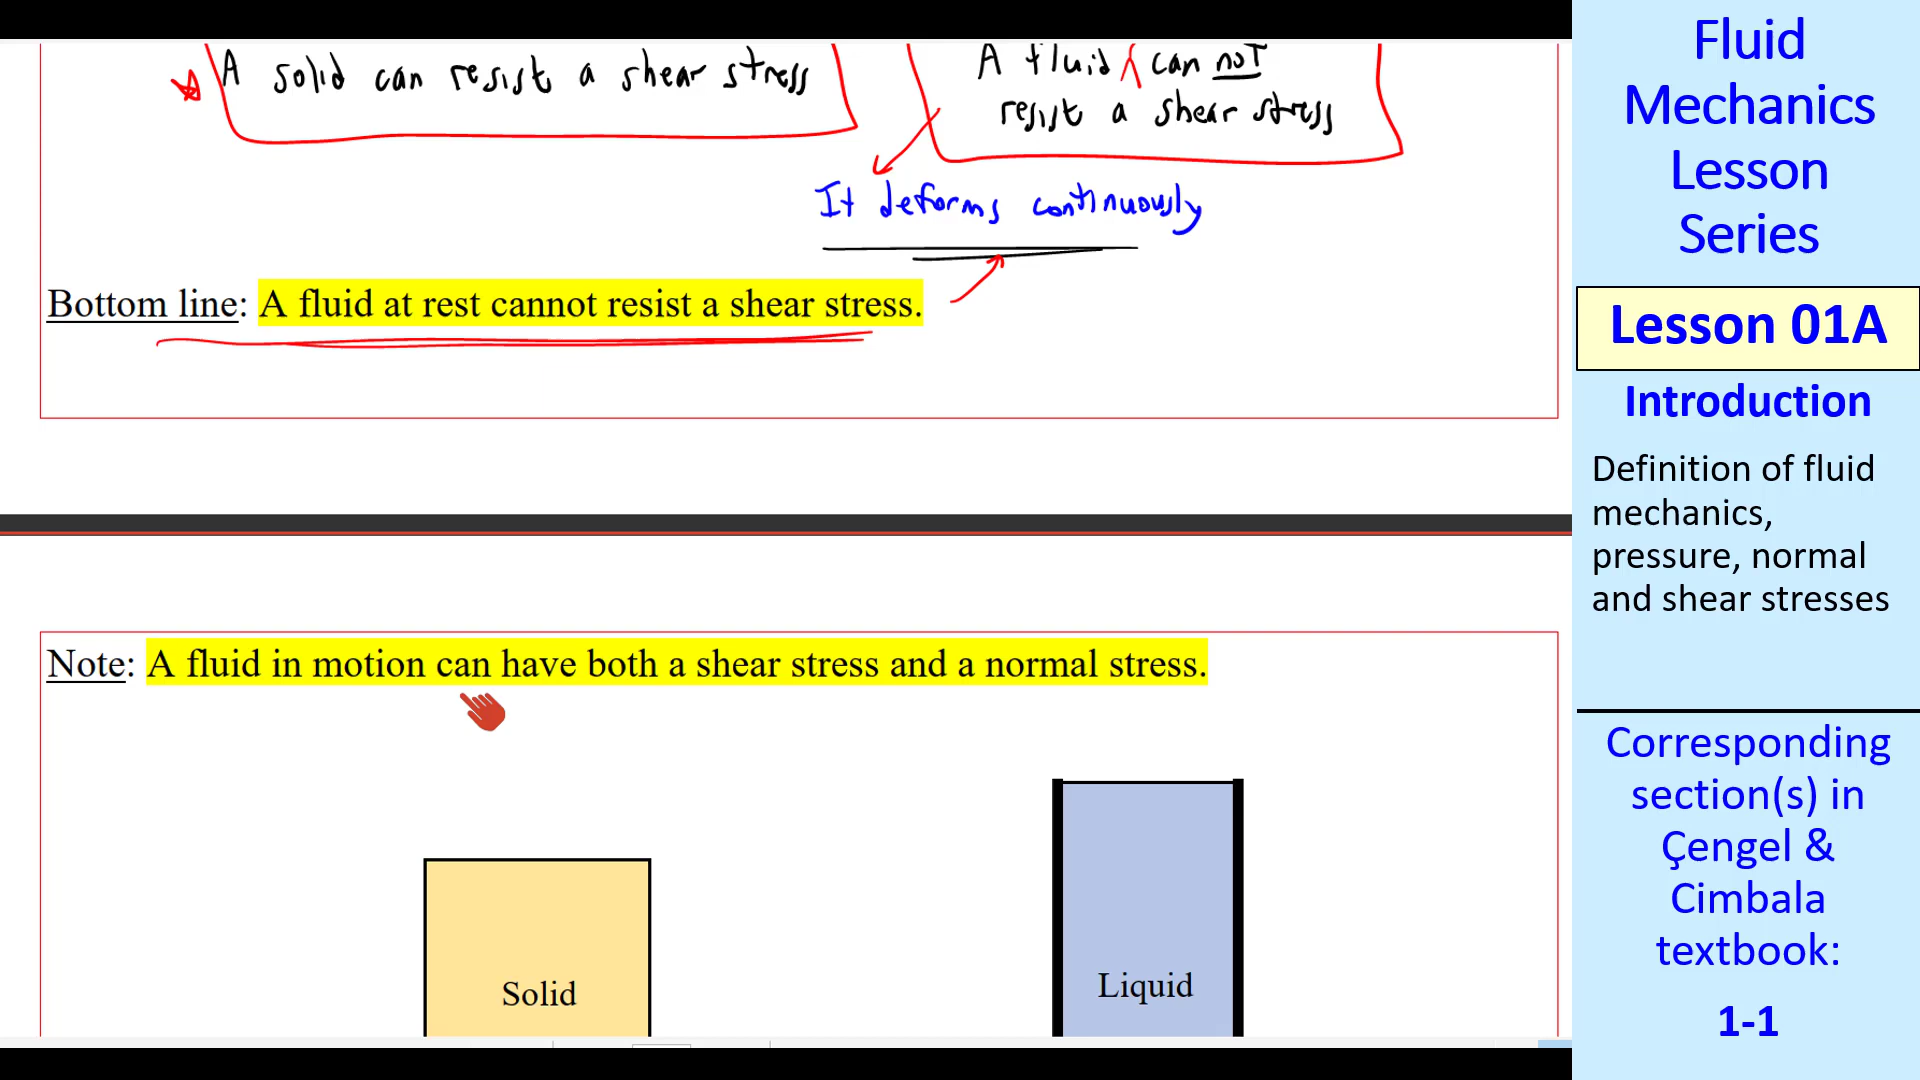 A solid can resist a shear stress
A fluid ∧ can not
resist a shear stress
It deforms continuously
Bottom line: A fluid at rest cannot resist a shear stress.
Note: A fluid in motion can have both a shear stress and a normal stress.
Solid
Liquid
Fluid
Mechanics
Lesson
Series
Lesson 01A
Introduction
Definition of fluid
mechanics,
pressure, normal
and shear stresses
Corresponding
section(s) in
Çengel &
Cimbala
textbook:
1-1